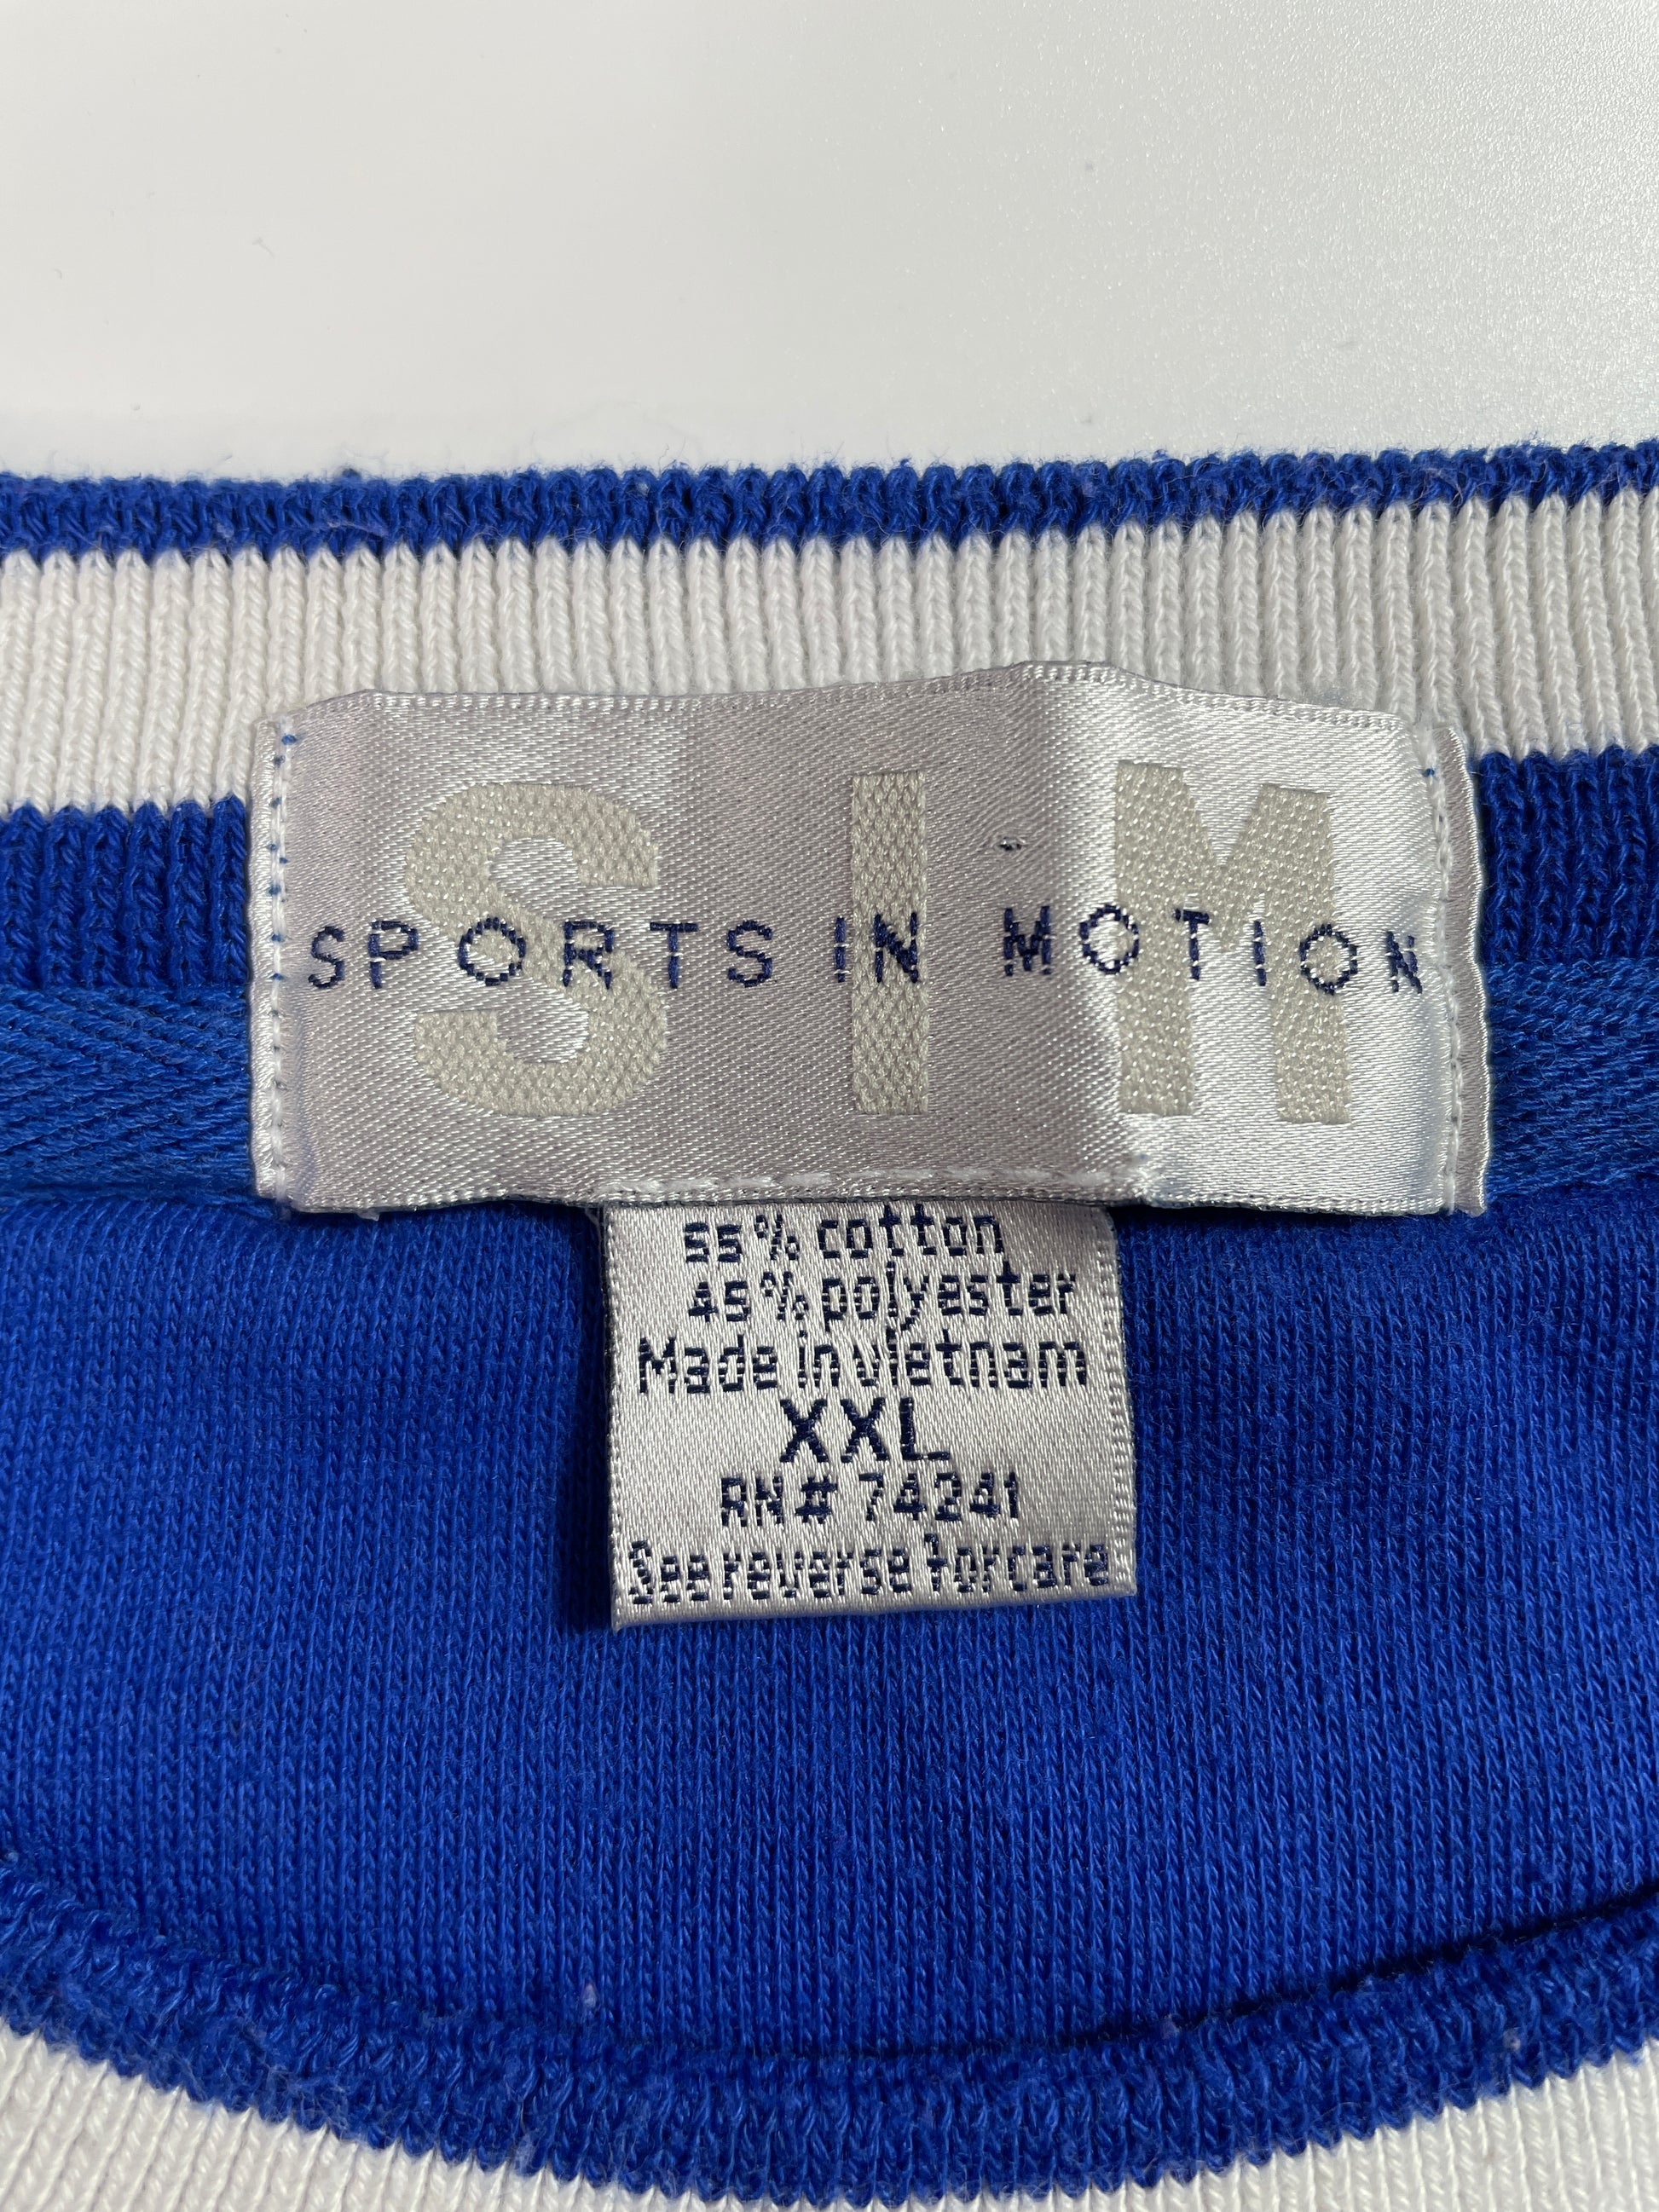 SIM
SPORTS IN MOTION
55% cotton
45% polyester
Made in Vietnam
XXL
RN# 74241
See reverse for care